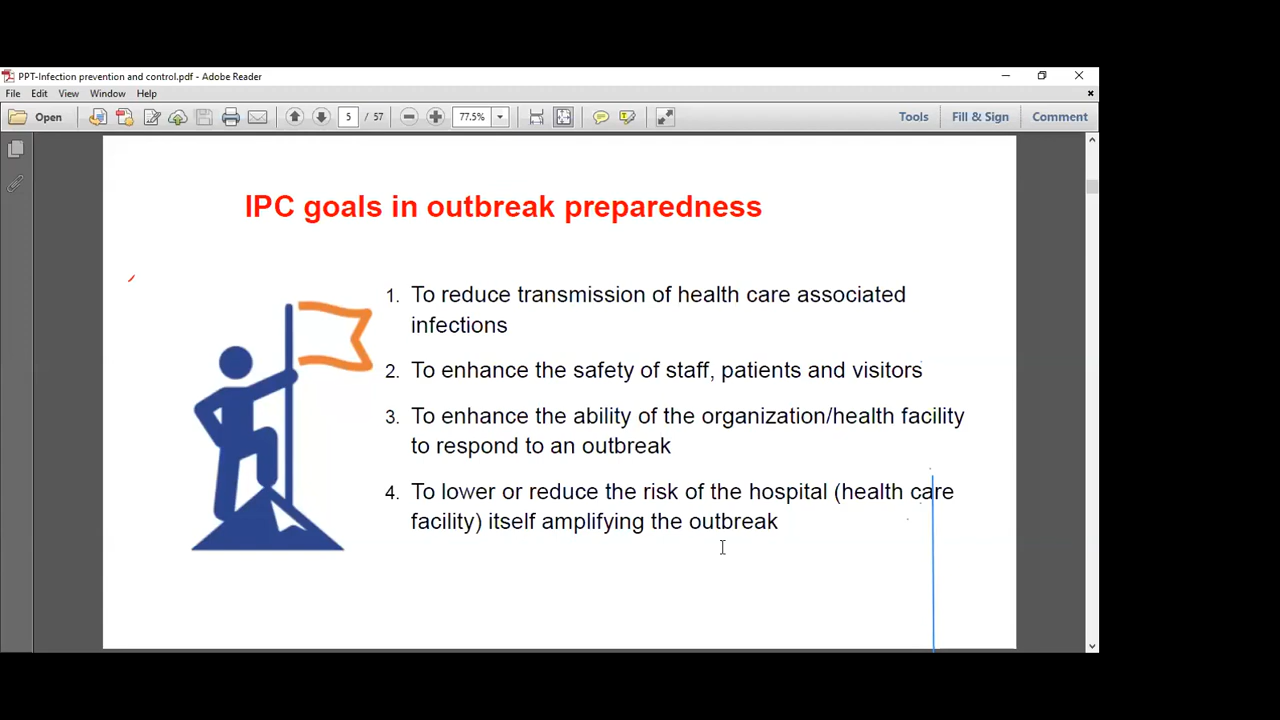 PPT-Infection prevention and control.pdf - Adobe Reader
File Edit View Window Help
Open 5 / 57 77.5% Tools Fill & Sign Comment
IPC goals in outbreak preparedness
1. To reduce transmission of health care associated
infections
2. To enhance the safety of staff, patients and visitors
3. To enhance the ability of the organization/health facility
to respond to an outbreak
4. To lower or reduce the risk of the hospital (health care
facility) itself amplifying the outbreak